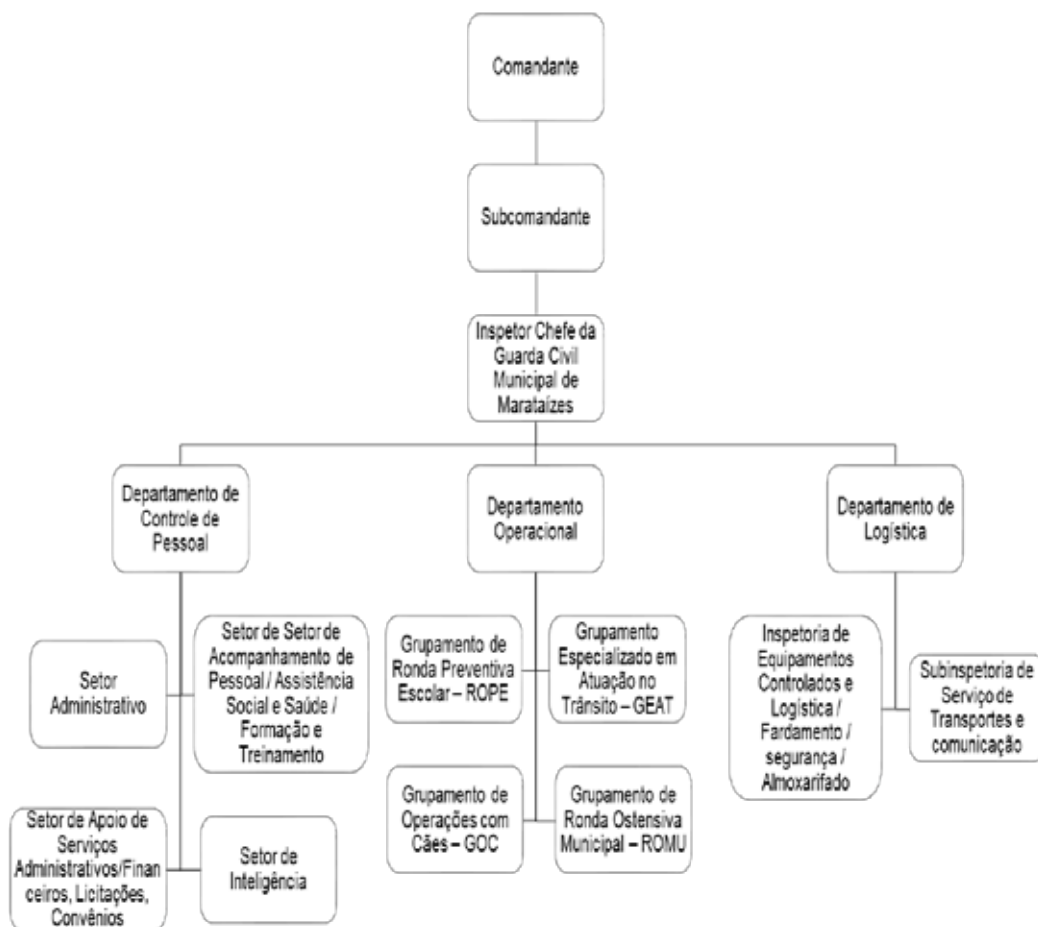 Comandante
Subcomandante
Inspetor Chefe da
Guarda Civil
Municipal de
Marataízes
Departamento de
Controle de
Pessoal
Departamento
Operacional
Departamento de
Logística
Setor
Administrativo
Setor de Setor de
Acompanhamento de
Pessoal / Assistência
Social e Saúde /
Formação e
Treinamento
Grupamento de
Ronda Preventiva
Escolar – ROPE
Grupamento
Especializado em
Atuação no
Trânsito – GEAT
Inspetoria de
Equipamentos
Controlados e
Logística /
Fardamento /
segurança /
Almoxarifado
Subinspetoria de
Serviço de
Transportes e
comunicação
Setor de Apoio de
Serviços
Administrativos/Finan
ceiros, Licitações,
Convênios
Setor de
Inteligência
Grupamento de
Operações com
Cães – GOC
Grupamento de
Ronda Ostensiva
Municipal – ROMU